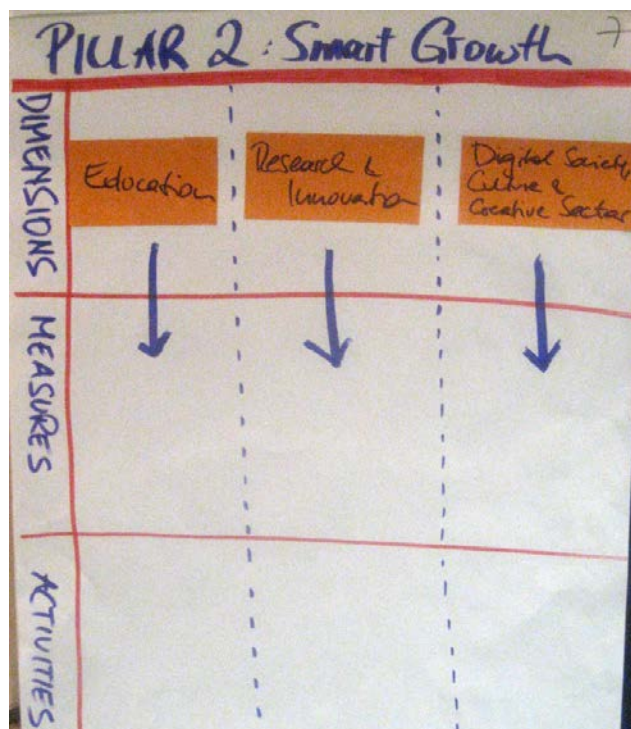 PILLAR 2: Smart Growth 7
DIMENSIONS
Education
Research &
Innovation
Digital Society,
Culture &
Creative Sector
MEASURES
ACTIVITIES